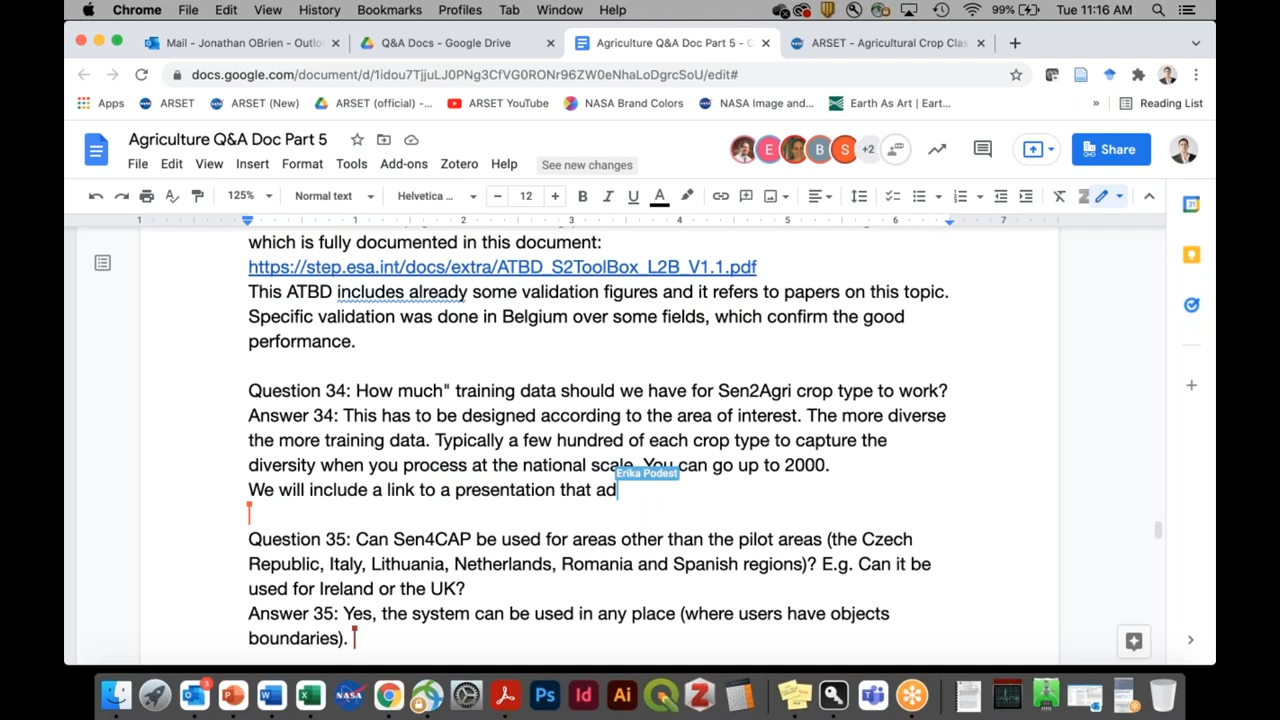 Chrome File Edit View History Bookmarks Profiles Tab Window Help 99% Tue 11:16 AM
Mail - Jonathan OBrien - Outlo
Q&A Docs - Google Drive
Agriculture Q&A Doc Part 5 - G
ARSET - Agricultural Crop Clas
docs.google.com/document/d/1idou7TjjuLJ0PNg3CfVG0RONr96ZW0eNhaLoDgrcSoU/edit#
Apps ARSET ARSET (New) ARSET (official) -... ARSET YouTube NASA Brand Colors NASA Image and... Earth As Art | Eart... » Reading List
Agriculture Q&A Doc Part 5
E B S +2 Share
File Edit View Insert Format Tools Add-ons Zotero Help See new changes
125% Normal text Helvetica ... 12 B I U A
1 1 2 3 4 5 6 7
which is fully documented in this document:
https://step.esa.int/docs/extra/ATBD_S2ToolBox_L2B_V1.1.pdf
This ATBD includes already some validation figures and it refers to papers on this topic.
Specific validation was done in Belgium over some fields, which confirm the good
performance.
Question 34: How much" training data should we have for Sen2Agri crop type to work?
Answer 34: This has to be designed according to the area of interest. The more diverse
the more training data. Typically a few hundred of each crop type to capture the
diversity when you process at the national scale. You can go up to 2000.
Erika Podest
We will include a link to a presentation that ad
Question 35: Can Sen4CAP be used for areas other than the pilot areas (the Czech
Republic, Italy, Lithuania, Netherlands, Romania and Spanish regions)? E.g. Can it be
used for Ireland or the UK?
Answer 35: Yes, the system can be used in any place (where users have objects
boundaries).